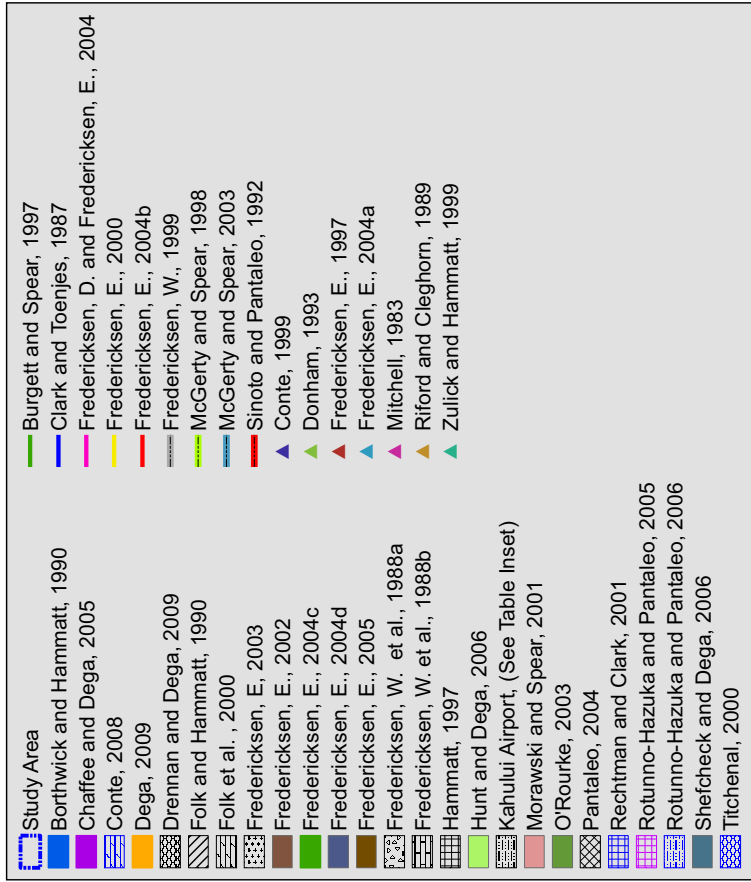 Study Area
Borthwick and Hammatt, 1990
Chaffee and Dega, 2005
Conte, 2008
Dega, 2009
Drennan and Dega, 2009
Folk and Hammatt, 1990
Folk et al. , 2000
Fredericksen, E, 2003
Fredericksen, E., 2002
Fredericksen, E., 2004c
Fredericksen, E., 2004d
Fredericksen, E., 2005
Fredericksen, W. et al., 1988a
Fredericksen, W. et al., 1988b
Hammatt, 1997
Hunt and Dega, 2006
Kahului Airport, (See Table Inset)
Morawski and Spear, 2001
O'Rourke, 2003
Pantaleo, 2004
Rechtman and Clark, 2001
Rotunno-Hazuka and Pantaleo, 2005
Rotunno-Hazuka and Pantaleo, 2006
Shefcheck and Dega, 2006
Titchenal, 2000
Burgett and Spear, 1997
Clark and Toenjes, 1987
Fredericksen, D. and Fredericksen, E., 2004
Fredericksen, E., 2000
Fredericksen, E., 2004b
Fredericksen, W., 1999
McGerty and Spear, 1998
McGerty and Spear, 2003
Sinoto and Pantaleo, 1992
Conte, 1999
Donham, 1993
Fredericksen, E., 1997
Fredericksen, E., 2004a
Mitchell, 1983
Riford and Cleghorn, 1989
Zulick and Hammatt, 1999